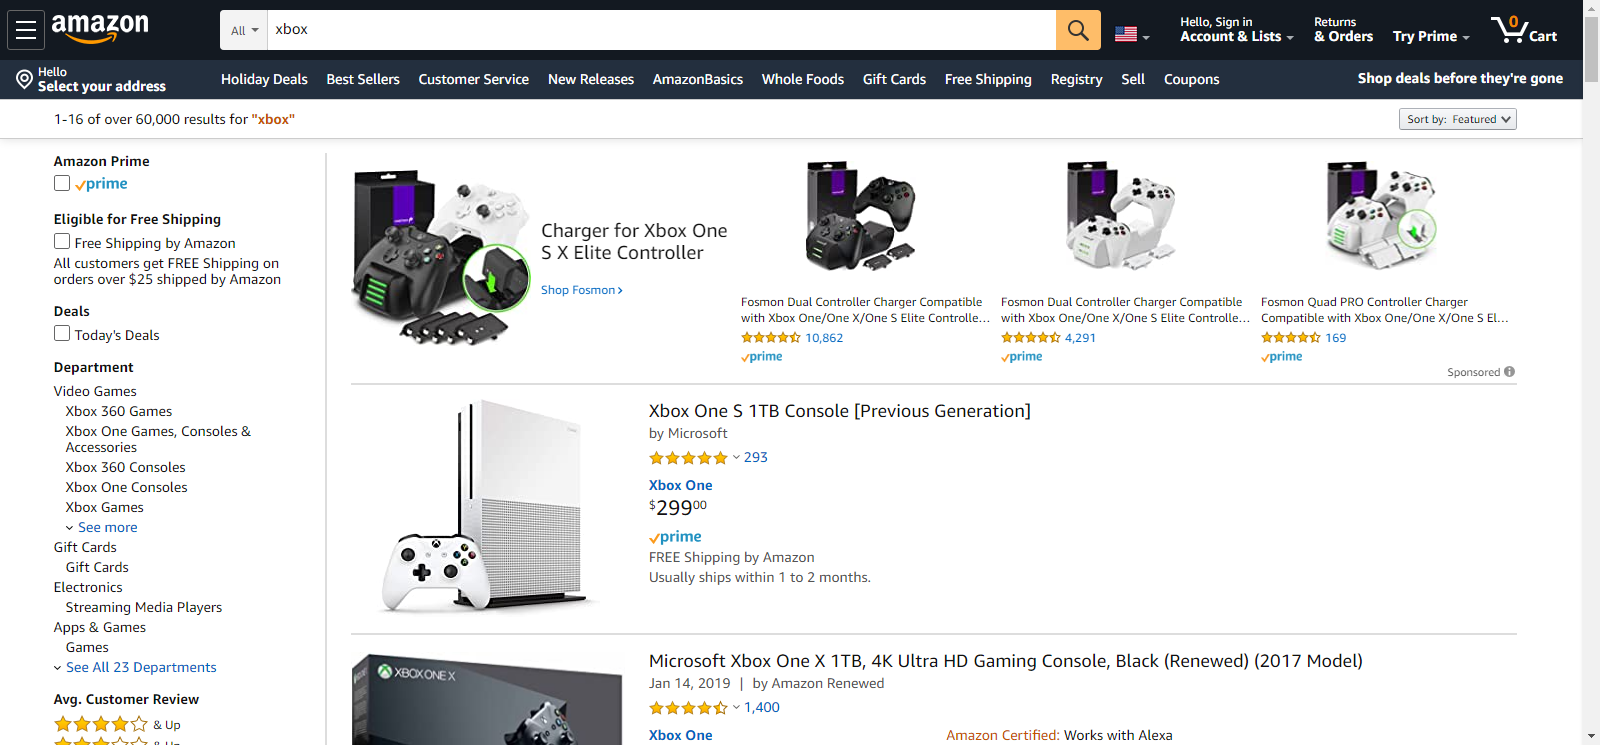 amazon
All
xbox
Hello, Sign in
Account & Lists
Returns
& Orders
Try Prime
0
Cart
Hello
Select your address
Holiday Deals
Best Sellers
Customer Service
New Releases
AmazonBasics
Whole Foods
Gift Cards
Free Shipping
Registry
Sell
Coupons
Shop deals before they're gone
1-16 of over 60,000 results for "xbox"
Sort by: Featured
Amazon Prime
prime
Eligible for Free Shipping
Free Shipping by Amazon
All customers get FREE Shipping on
orders over $25 shipped by Amazon
Deals
Today's Deals
Department
Video Games
Xbox 360 Games
Xbox One Games, Consoles &
Accessories
Xbox 360 Consoles
Xbox One Consoles
Xbox Games
See more
Gift Cards
Gift Cards
Electronics
Streaming Media Players
Apps & Games
Games
See All 23 Departments
Avg. Customer Review
& Up
& Up
Charger for Xbox One
S X Elite Controller
Shop Fosmon
Fosmon Dual Controller Charger Compatible
with Xbox One/One X/One S Elite Controlle...
10,862
prime
Fosmon Dual Controller Charger Compatible
with Xbox One/One X/One S Elite Controlle...
4,291
prime
Fosmon Quad PRO Controller Charger
Compatible with Xbox One/One X/One S El...
169
prime
Sponsored
Xbox One S 1TB Console [Previous Generation]
by Microsoft
293
Xbox One
$29900
prime
FREE Shipping by Amazon
Usually ships within 1 to 2 months.
XBOX ONE X
Microsoft Xbox One X 1TB, 4K Ultra HD Gaming Console, Black (Renewed) (2017 Model)
Jan 14, 2019 | by Amazon Renewed
1,400
Xbox One
Amazon Certified: Works with Alexa